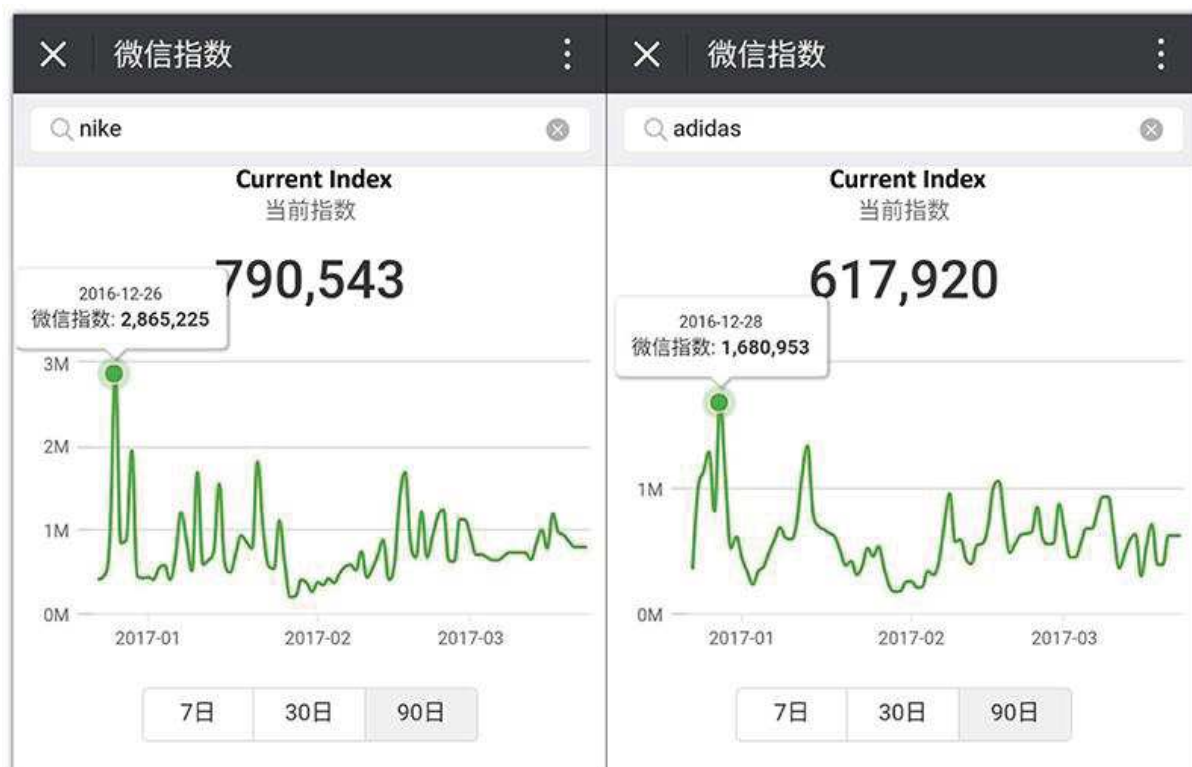 微信指数
nike
Current Index
当前指数
790,543
2016-12-26
微信指数: 2,865,225
3M
2M
1M
0M
2017-01
2017-02
2017-03
7日
30日
90日
微信指数
adidas
Current Index
当前指数
617,920
2016-12-28
微信指数: 1,680,953
1M
0M
2017-01
2017-02
2017-03
7日
30日
90日